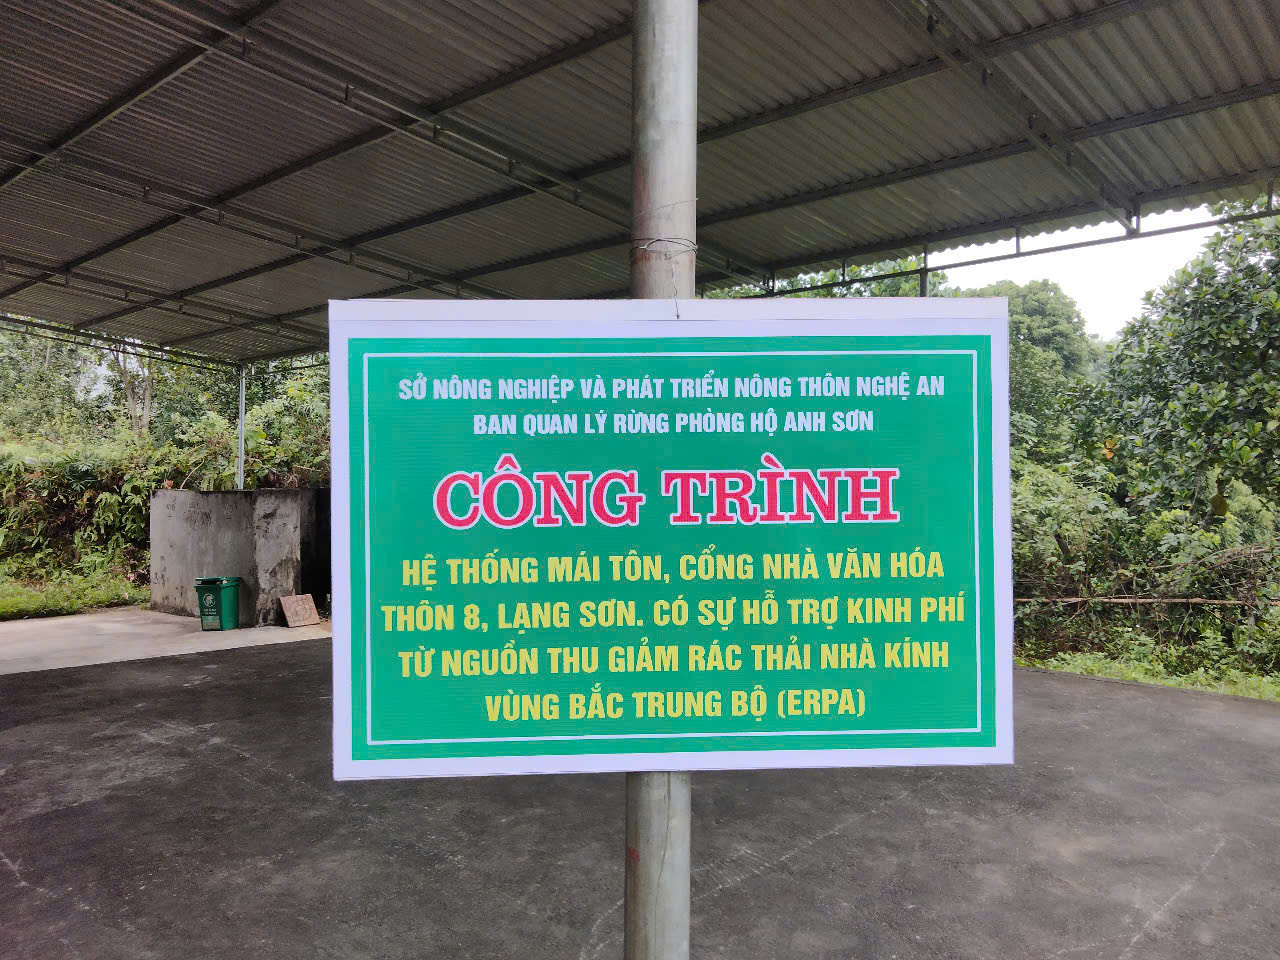 SỞ NÔNG NGHIỆP VÀ PHÁT TRIỂN NÔNG THÔN NGHỆ AN
BAN QUAN LÝ RỪNG PHÒNG HỘ ANH SƠN
CÔNG TRÌNH
HỆ THỐNG MÁI TÔN, CỔNG NHÀ VĂN HÓA
THÔN 8, LẠNG SƠN. CÓ SỰ HỖ TRỢ KINH PHÍ
TỪ NGUỒN THU GIẢM RÁC THẢI NHÀ KÍNH
VÙNG BẮC TRUNG BỘ (ERPA)